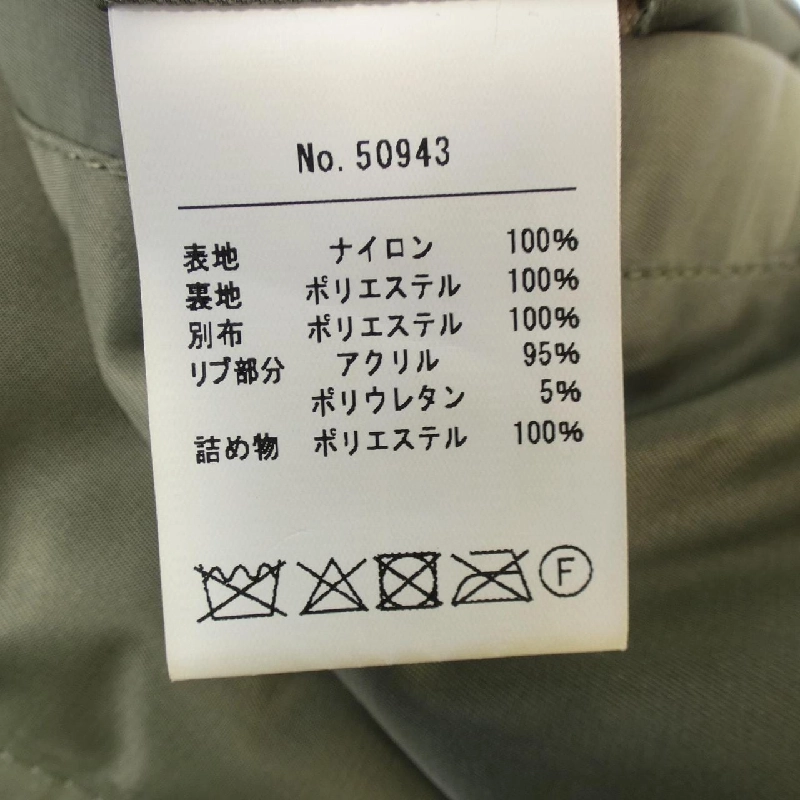 No. 50943
表地 ナイロン 100%
裏地 ポリエステル 100%
別布 ポリエステル 100%
リブ部分 アクリル 95%
ポリウレタン 5%
詰め物 ポリエステル 100%
F